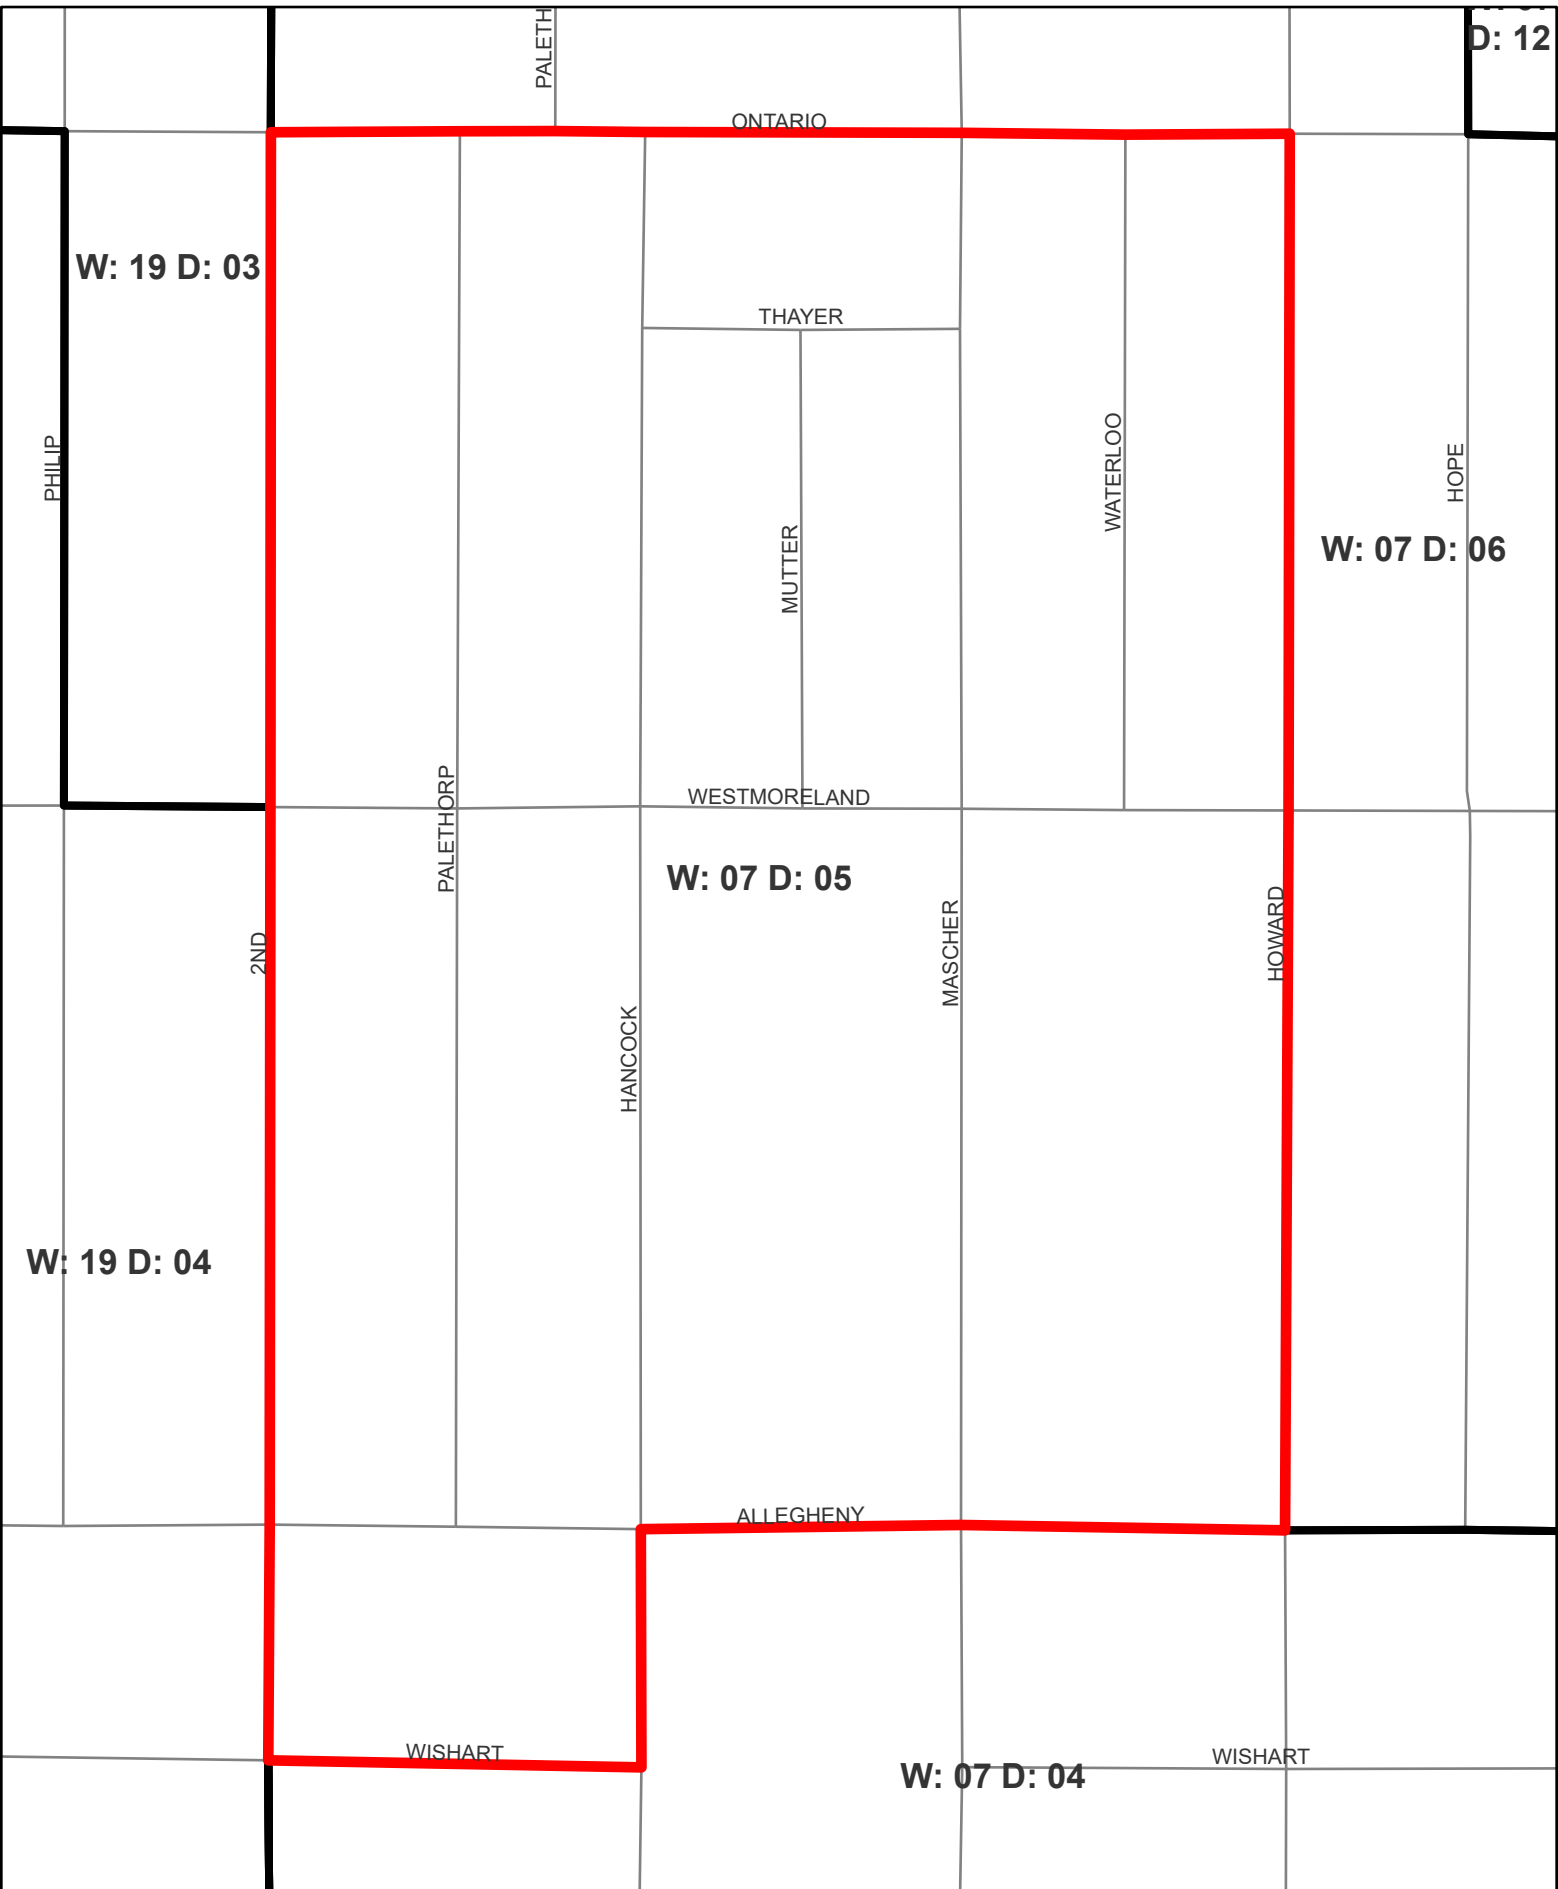 PALETH
D: 12
ONTARIO
W: 19 D: 03
THAYER
PHILIP
WATERLOO
HOPE
MUTTER
W: 07 D: 06
WESTMORELAND
PALETHORP
W: 07 D: 05
2ND
MASCHER
HOWARD
HANCOCK
W: 19 D: 04
ALLEGHENY
WISHART
WISHART
W: 07 D: 04